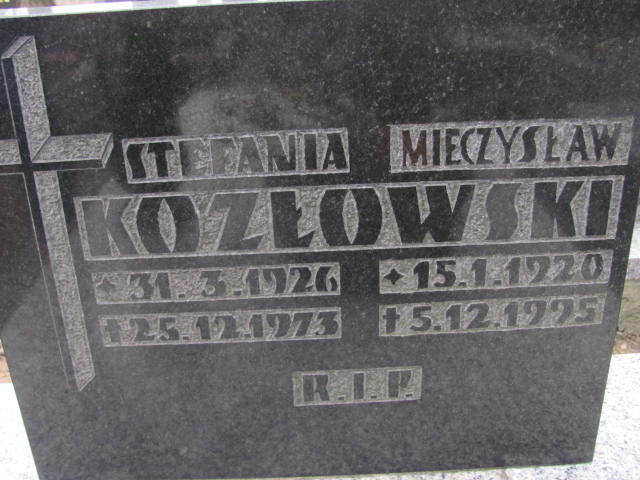 STEFANIA MIECZYSŁAW
KOZŁOWSKI
* 31.3.1926 * 15.1.1920
† 25.12.1973 † 5.12.1995
R.I.P.